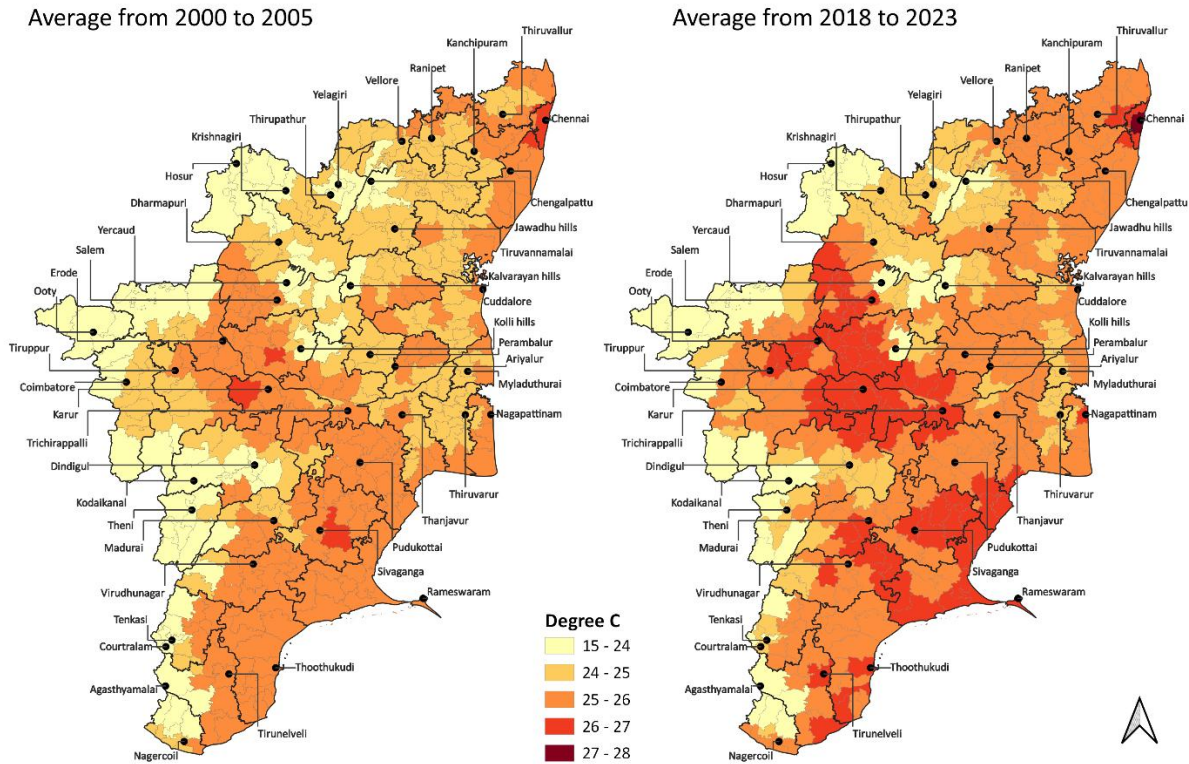 Average from 2000 to 2005
Thiruvallur
Kanchipuram
Ranipet
Vellore
Yelagiri
Thirupathur
Krishnagiri
Hosur
Dharmapuri
Yercaud
Salem
Erode
Ooty
Tiruppur
Coimbatore
Karur
Trichirappalli
Dindigul
Kodaikanal
Theni
Madurai
Virudhunagar
Tenkasi
Courtralam
Agasthyamalai
Nagercoil
Chennai
Chengalpattu
Jawadhu hills
Tiruvannamalai
Kalvarayan hills
Cuddalore
Kolli hills
Perambalur
Ariyalur
Myladuthurai
Nagapattinam
Thiruvarur
Thanjavur
Pudukottai
Sivaganga
Rameswaram
Thoothukudi
Tirunelveli
Average from 2018 to 2023
Thiruvallur
Kanchipuram
Ranipet
Vellore
Yelagiri
Thirupathur
Krishnagiri
Hosur
Dharmapuri
Yercaud
Salem
Erode
Ooty
Tiruppur
Coimbatore
Karur
Trichirappalli
Dindigul
Kodaikanal
Theni
Madurai
Virudhunagar
Tenkasi
Courtralam
Agasthyamalai
Nagercoil
Chennai
Chengalpattu
Jawadhu hills
Tiruvannamalai
Kalvarayan hills
Cuddalore
Kolli hills
Perambalur
Ariyalur
Myladuthurai
Nagapattinam
Thiruvarur
Thanjavur
Pudukottai
Sivaganga
Rameswaram
Thoothukudi
Tirunelveli
Degree C
15 - 24
24 - 25
25 - 26
26 - 27
27 - 28